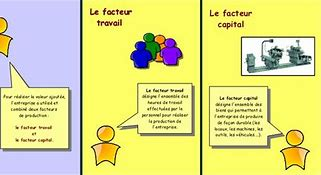 Pour réaliser la valeur ajoutée,
l'entreprise a utilisé et
combiné deux facteurs
de production :
le facteur travail
et le facteur capital.
Le facteur
travail
Le facteur travail
désigne l'ensemble des
heures de travail
effectuées par le
personnel pour réaliser
la production de
l'entreprise.
Le facteur
capital
Le facteur capital
désigne l'ensemble des
biens qui permettent à
l'entreprise de produire
de façon durable (les
locaux, les machines, les
outils, les véhicules...).